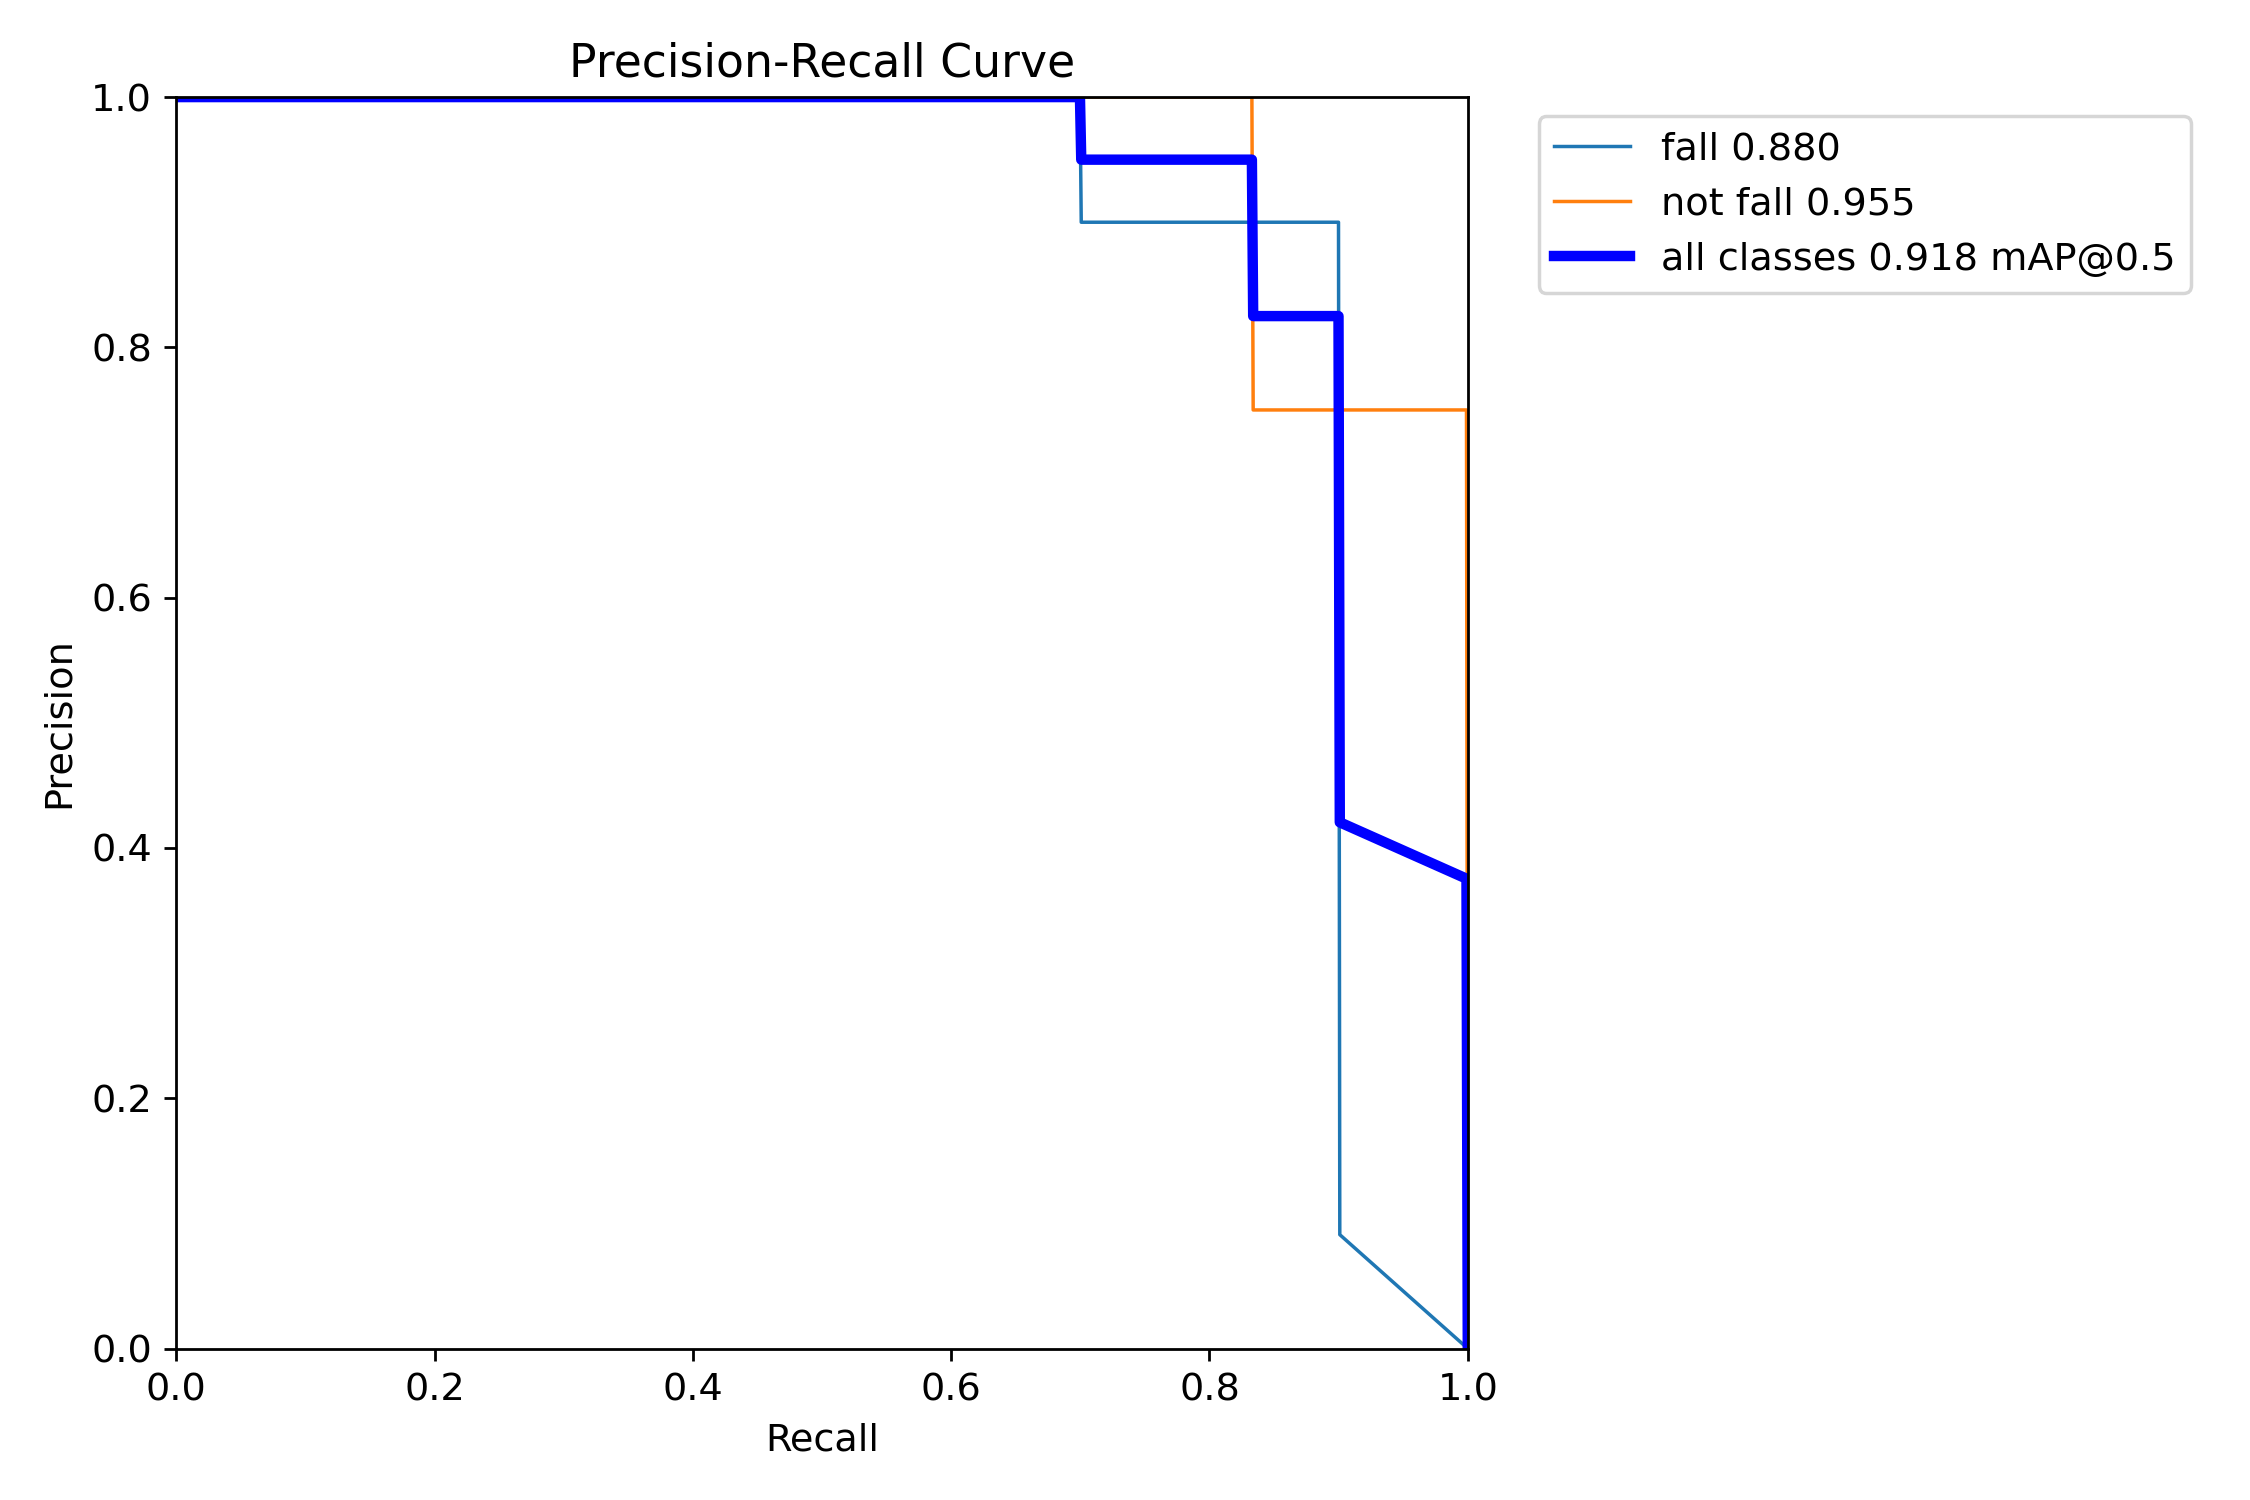 Precision-Recall Curve
1.0
0.8
0.6
0.4
0.2
0.0
Precision
0.0 0.2 0.4 0.6 0.8 1.0
Recall
fall 0.880
not fall 0.955
all classes 0.918 mAP@0.5